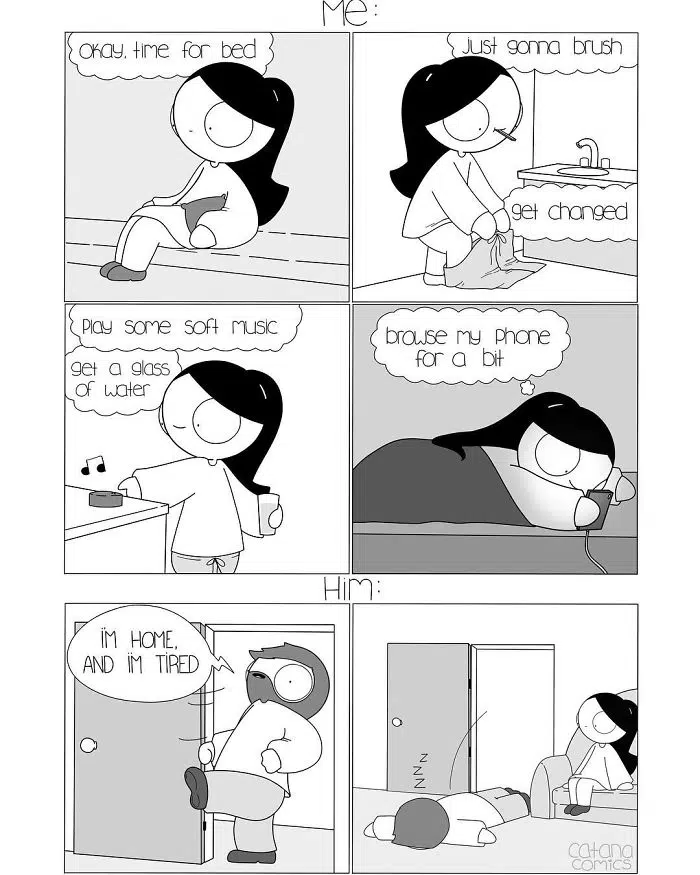 Me:
Okay, time for bed
just gonna brush
get changed
Play some soft music
get a glass
of water
browse my phone
for a bit
Him:
I'M HOME,
AND I'M TIRED
Z
Z
Z
catana
comics